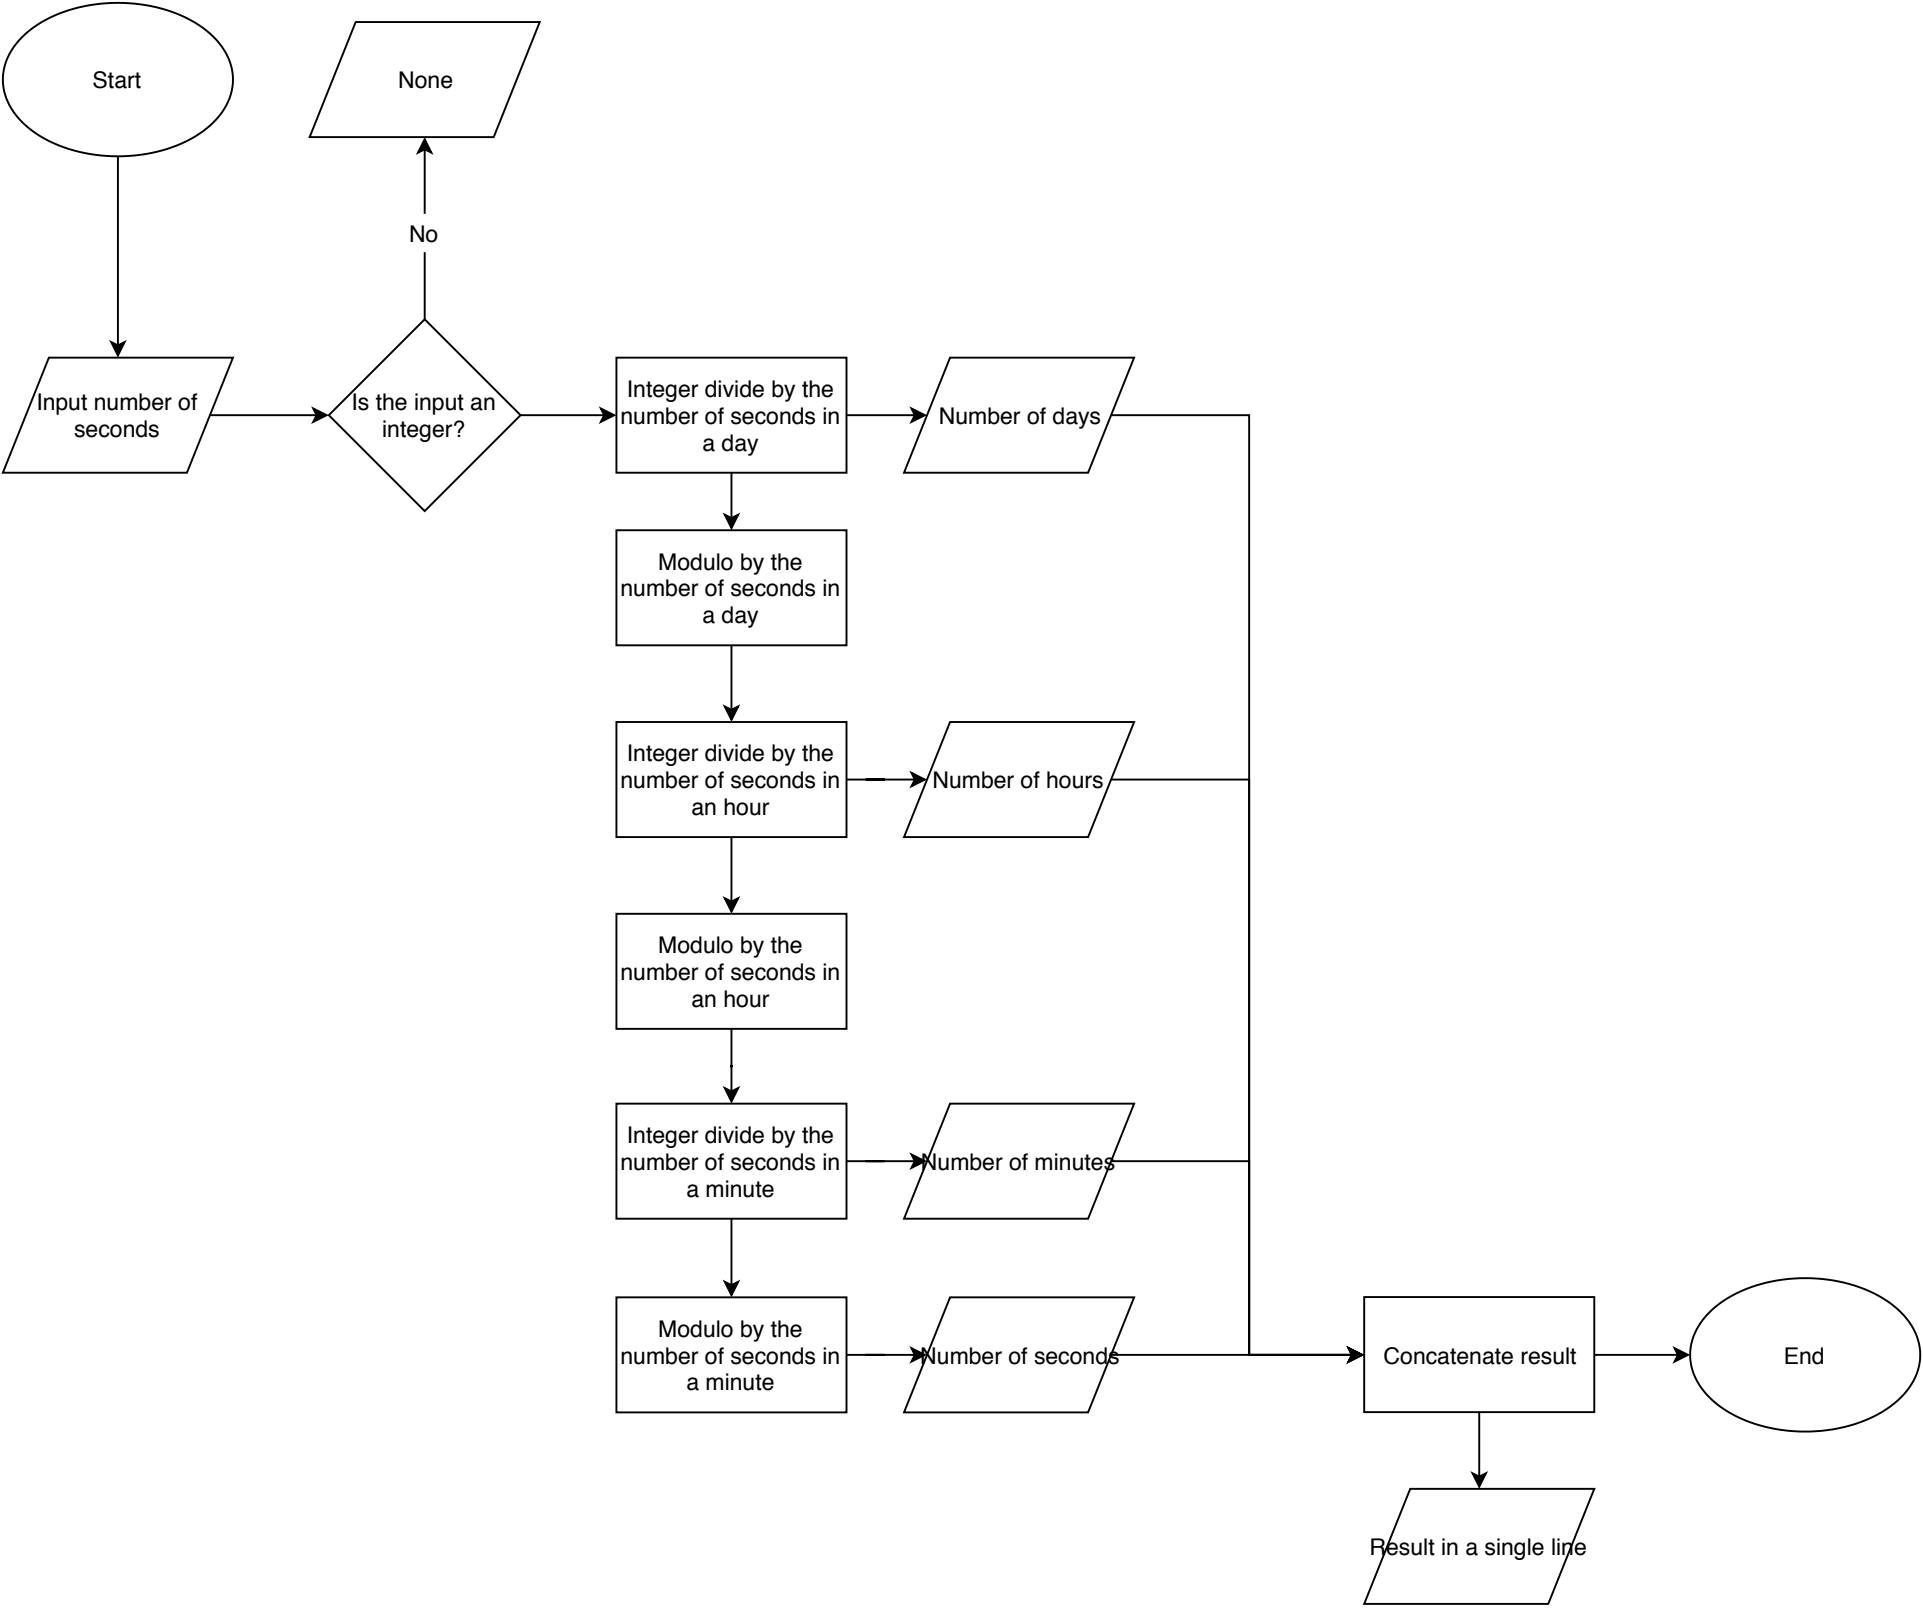 Start
None
No
Input number of
seconds
Is the input an
integer?
Integer divide by the
number of seconds in
a day
Number of days
Modulo by the
number of seconds in
a day
Integer divide by the
number of seconds in
an hour
Number of hours
Modulo by the
number of seconds in
an hour
Integer divide by the
number of seconds in
a minute
Number of minutes
Modulo by the
number of seconds in
a minute
Number of seconds
Concatenate result
End
Result in a single line